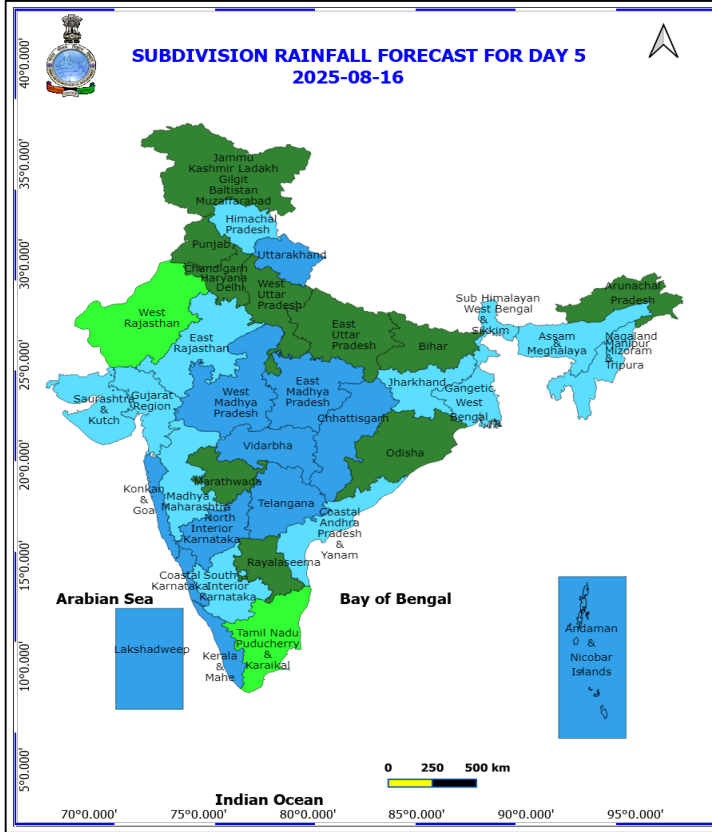 SUBDIVISION RAINFALL FORECAST FOR DAY 5
2025-08-16
40°0.000'
35°0.000'
30°0.000'
25°0.000'
20°0.000'
15°0.000'
10°0.000'
5°0.000'
Jammu
Kashmir Ladakh
Gilgit
Baltistan
Muzaffarabad
Himachal
Pradesh
Punjab
Uttarakhand
Chandigarh
Haryana
Delhi
West
Uttar
Pradesh
West
Rajasthan
East
Rajasthan
East
Uttar
Pradesh
Bihar
Sub Himalayan
West Bengal
&
Sikkim
Arunachal
Pradesh
Assam
&
Meghalaya
Nagaland
Manipur
Mizoram
&
Tripura
Saurashtra
&
Kutch
Gujarat
Region
West
Madhya
Pradesh
East
Madhya
Pradesh
Jharkhand
Gangetic
West
Bengal
Chhattisgarh
Vidarbha
Odisha
Konkan
&
Goa
Madhya
Maharashtra
Marathwada
Telangana
North
Interior
Karnataka
Coastal
Andhra
Pradesh
&
Yanam
Rayalaseema
Coastal
Karnataka
South
Interior
Karnataka
Arabian Sea
Bay of Bengal
Lakshadweep
Kerala
&
Mahe
Tamil Nadu
Puducherry
&
Karaikal
Andaman
&
Nicobar
Islands
0 250 500 km
Indian Ocean
70°0.000' 75°0.000' 80°0.000' 85°0.000' 90°0.000' 95°0.000'